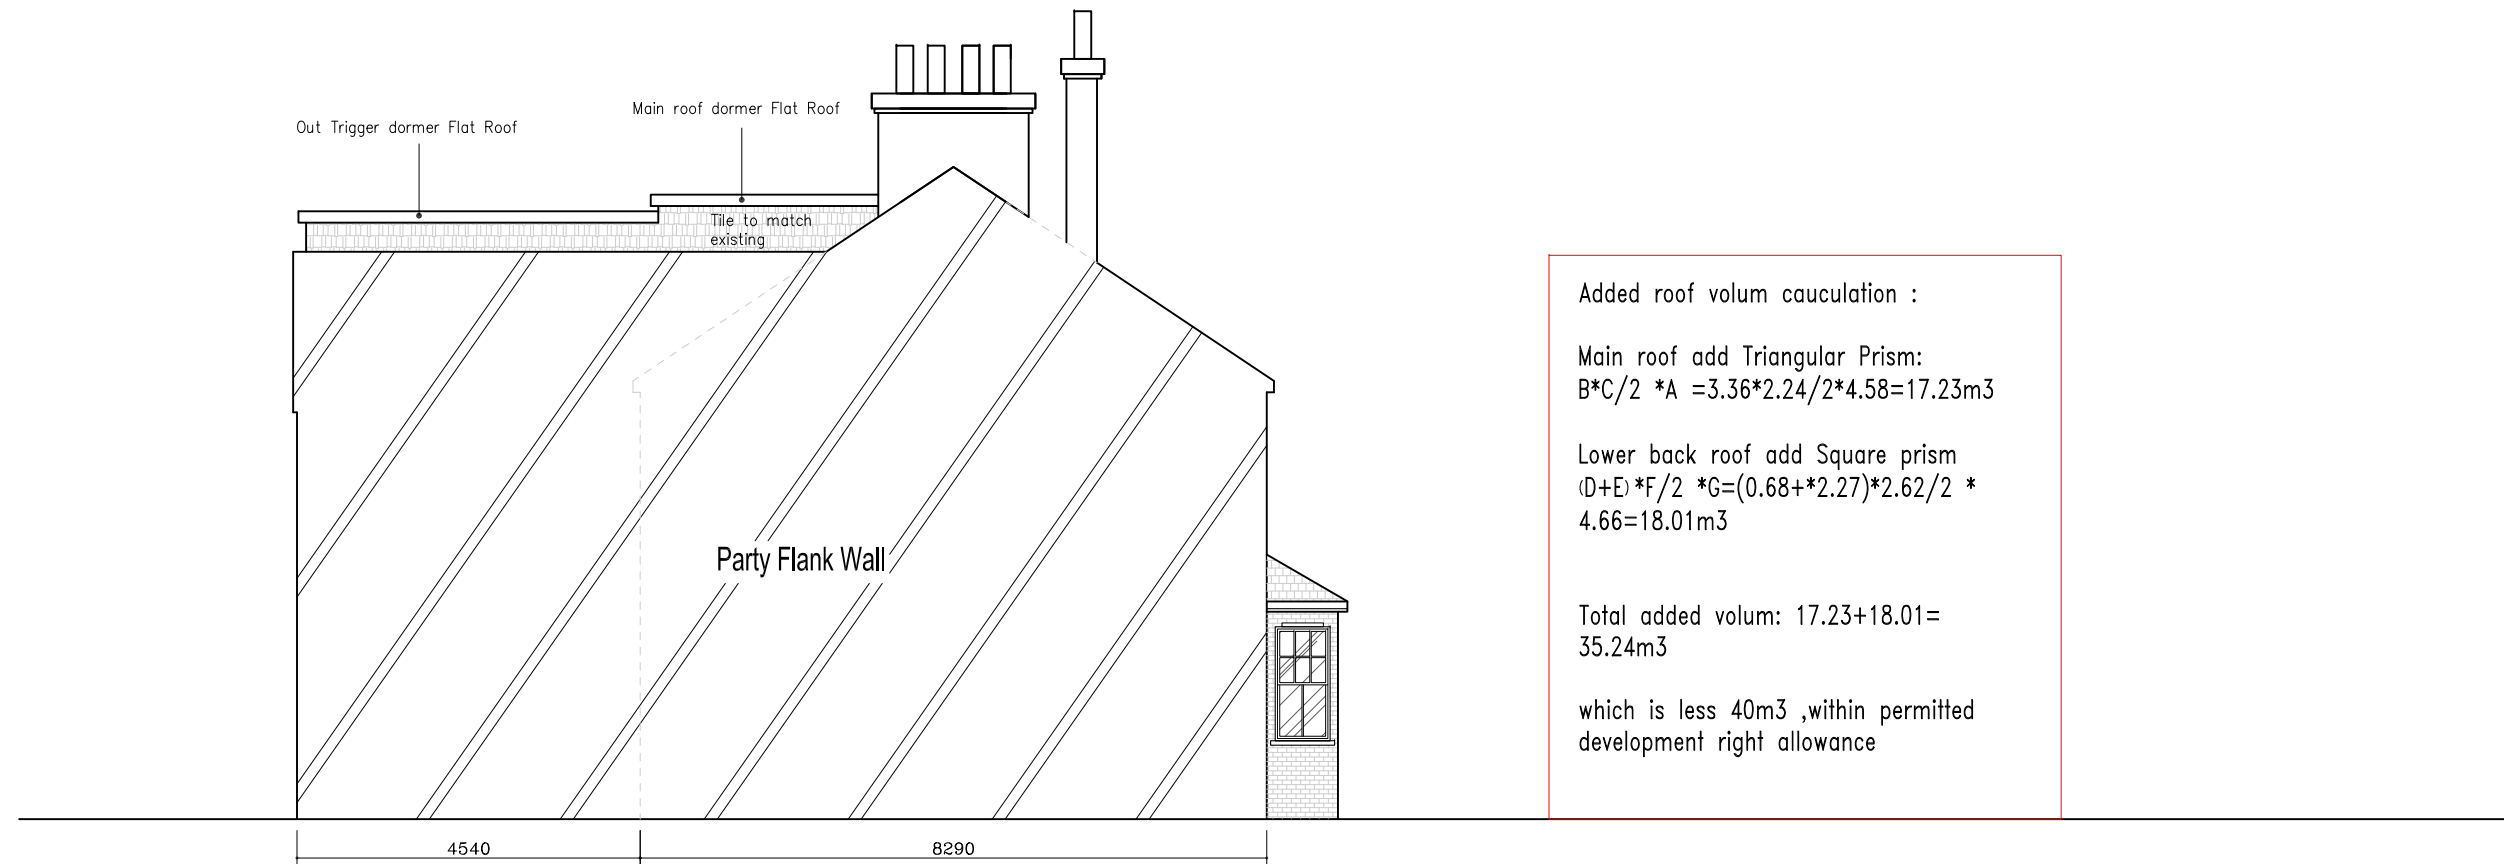 Main roof dormer Flat Roof
Out Trigger dormer Flat Roof
Tile to match
existing
Party Flank Wall
Added roof volum cauculation :
Main roof add Triangular Prism:
B*C/2 *A =3.36*2.24/2*4.58=17.23m3
Lower back roof add Square prism
(D+E)*F/2 *G=(0.68+*2.27)*2.62/2 *
4.66=18.01m3
Total added volum: 17.23+18.01=
35.24m3
which is less 40m3 ,within permitted
development right allowance
4540
8290